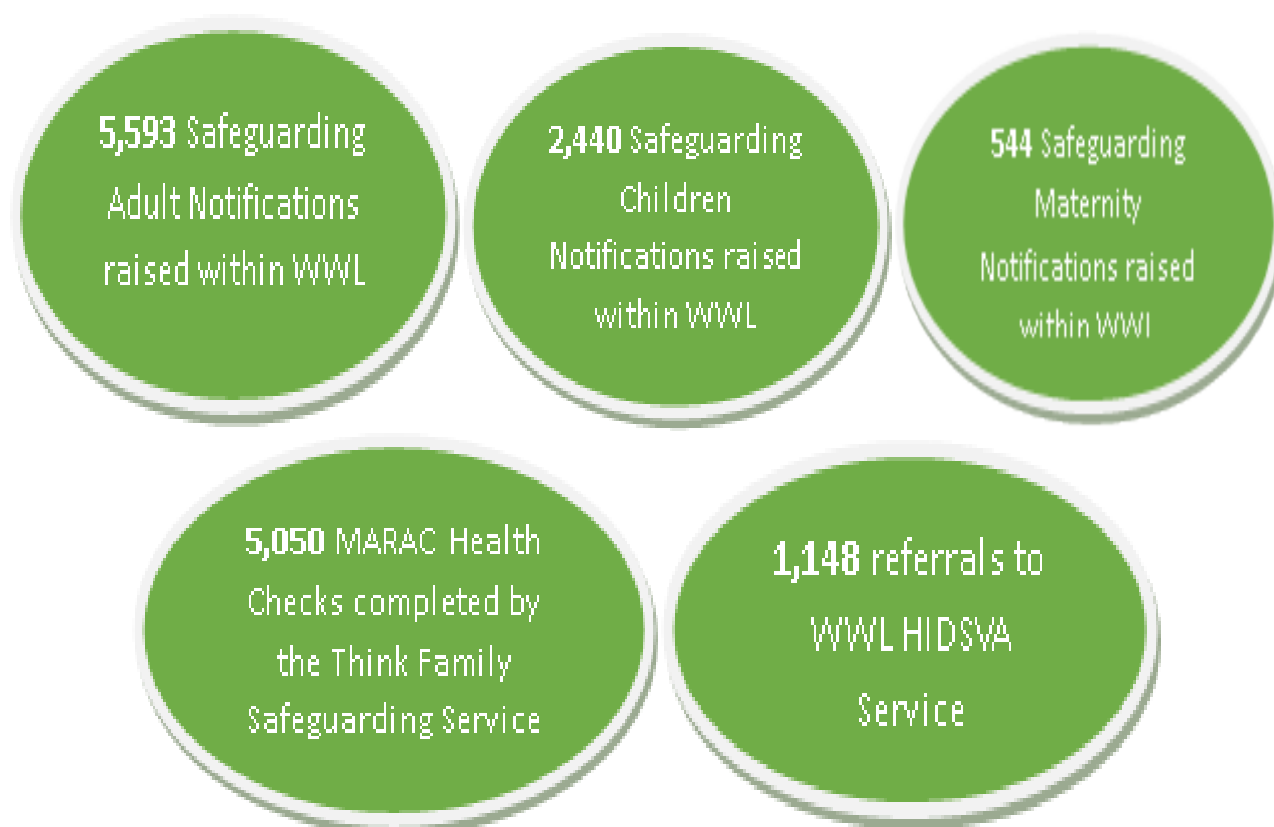 5,593 Safeguarding
Adult Notifications
raised within WWL
2,440 Safeguarding
Children
Notifications raised
within WWL
544 Safeguarding
Maternity
Notifications raised
within WWL
5,050 MARAC Health
Checks completed by
the Think Family
Safeguarding Service
1,148 referrals to
WWL HIDSVA
Service